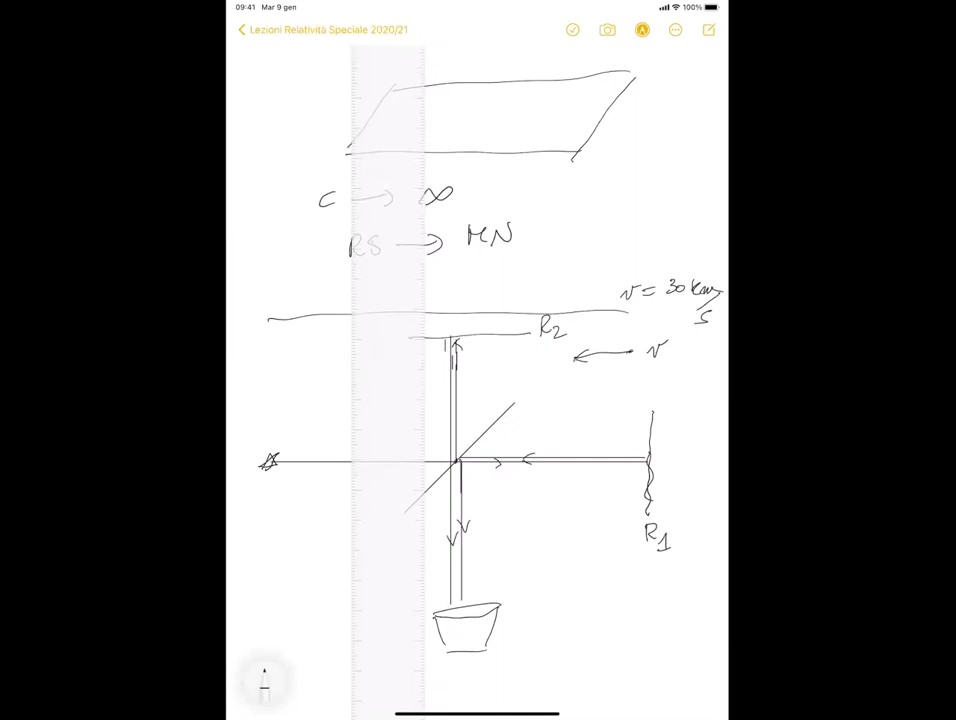 09:41 Mar 9 gen
100%
Lezioni Relatività Speciale 2020/21
C → ∞
RS → MN
v = 30 km/s
R2
← v
R1